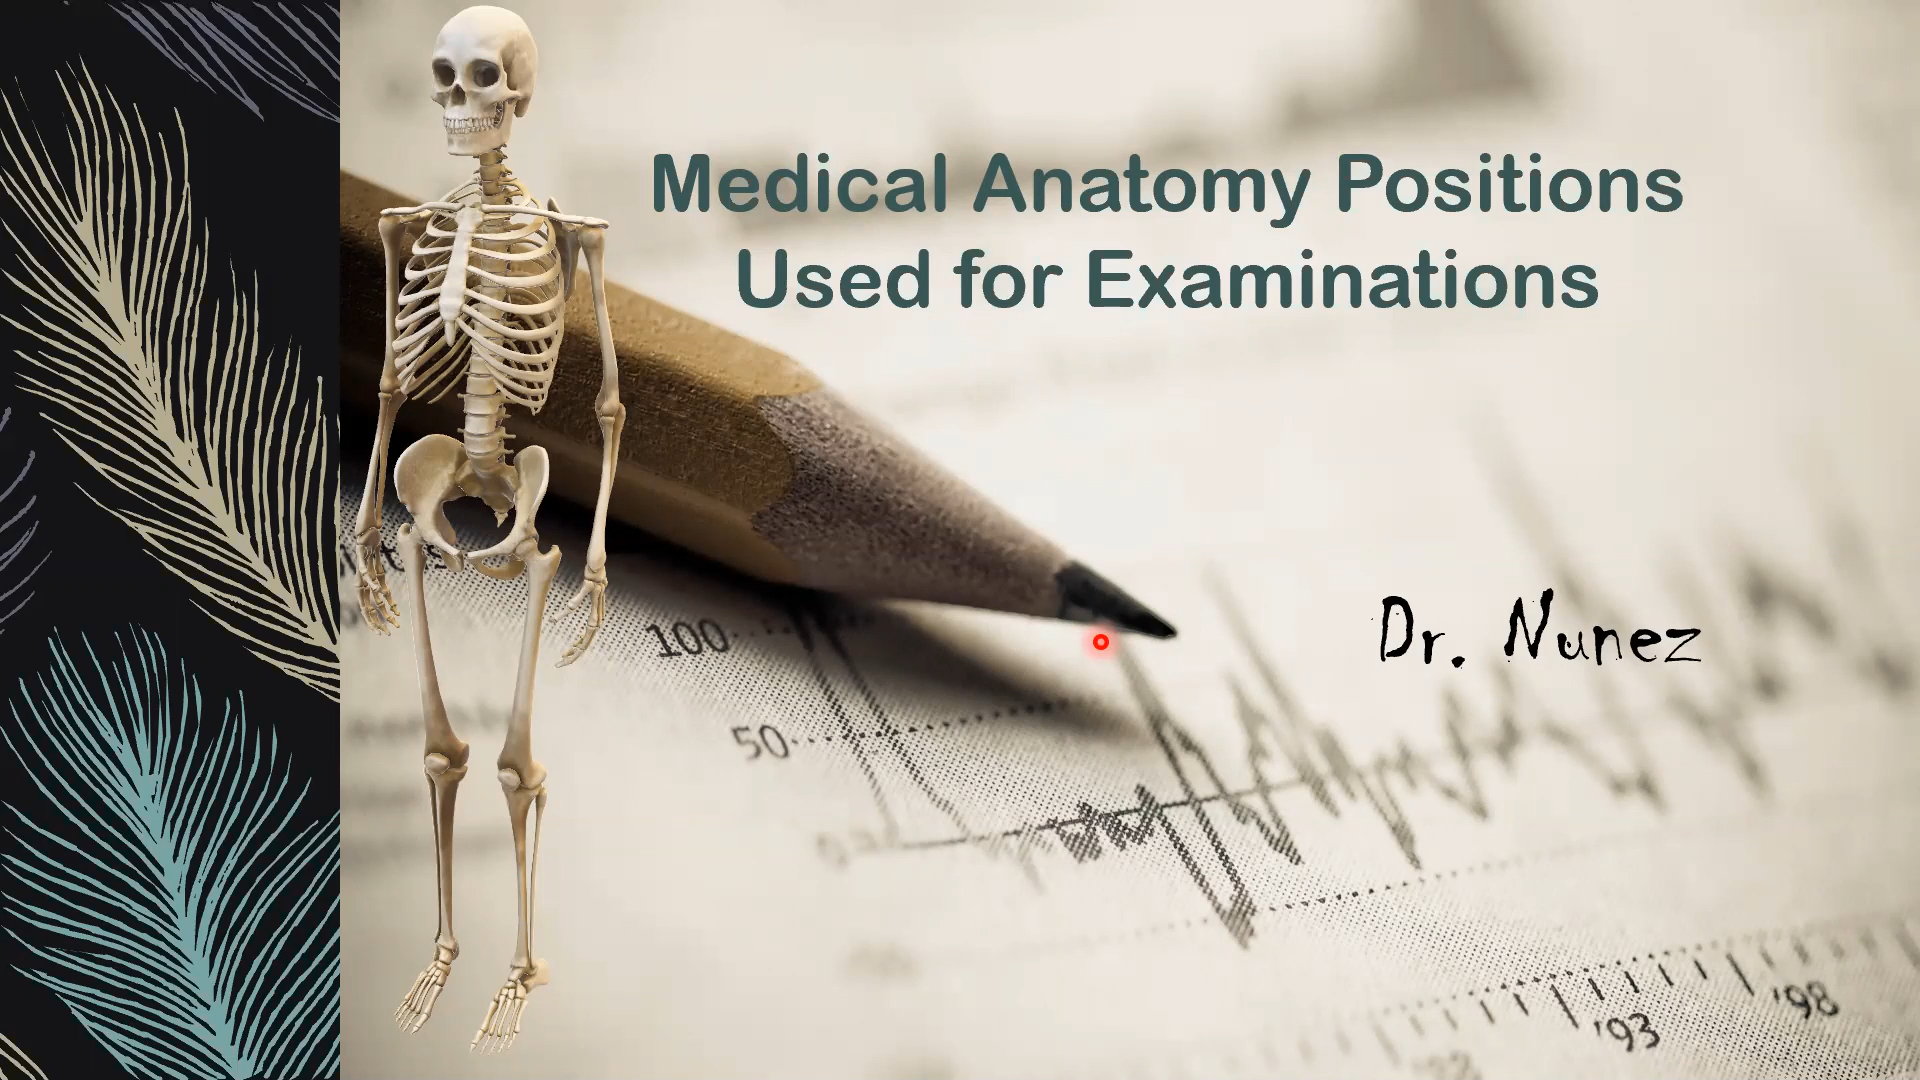 Medical Anatomy Positions
Used for Examinations
Dr. Nunez
100
50
'93
'98